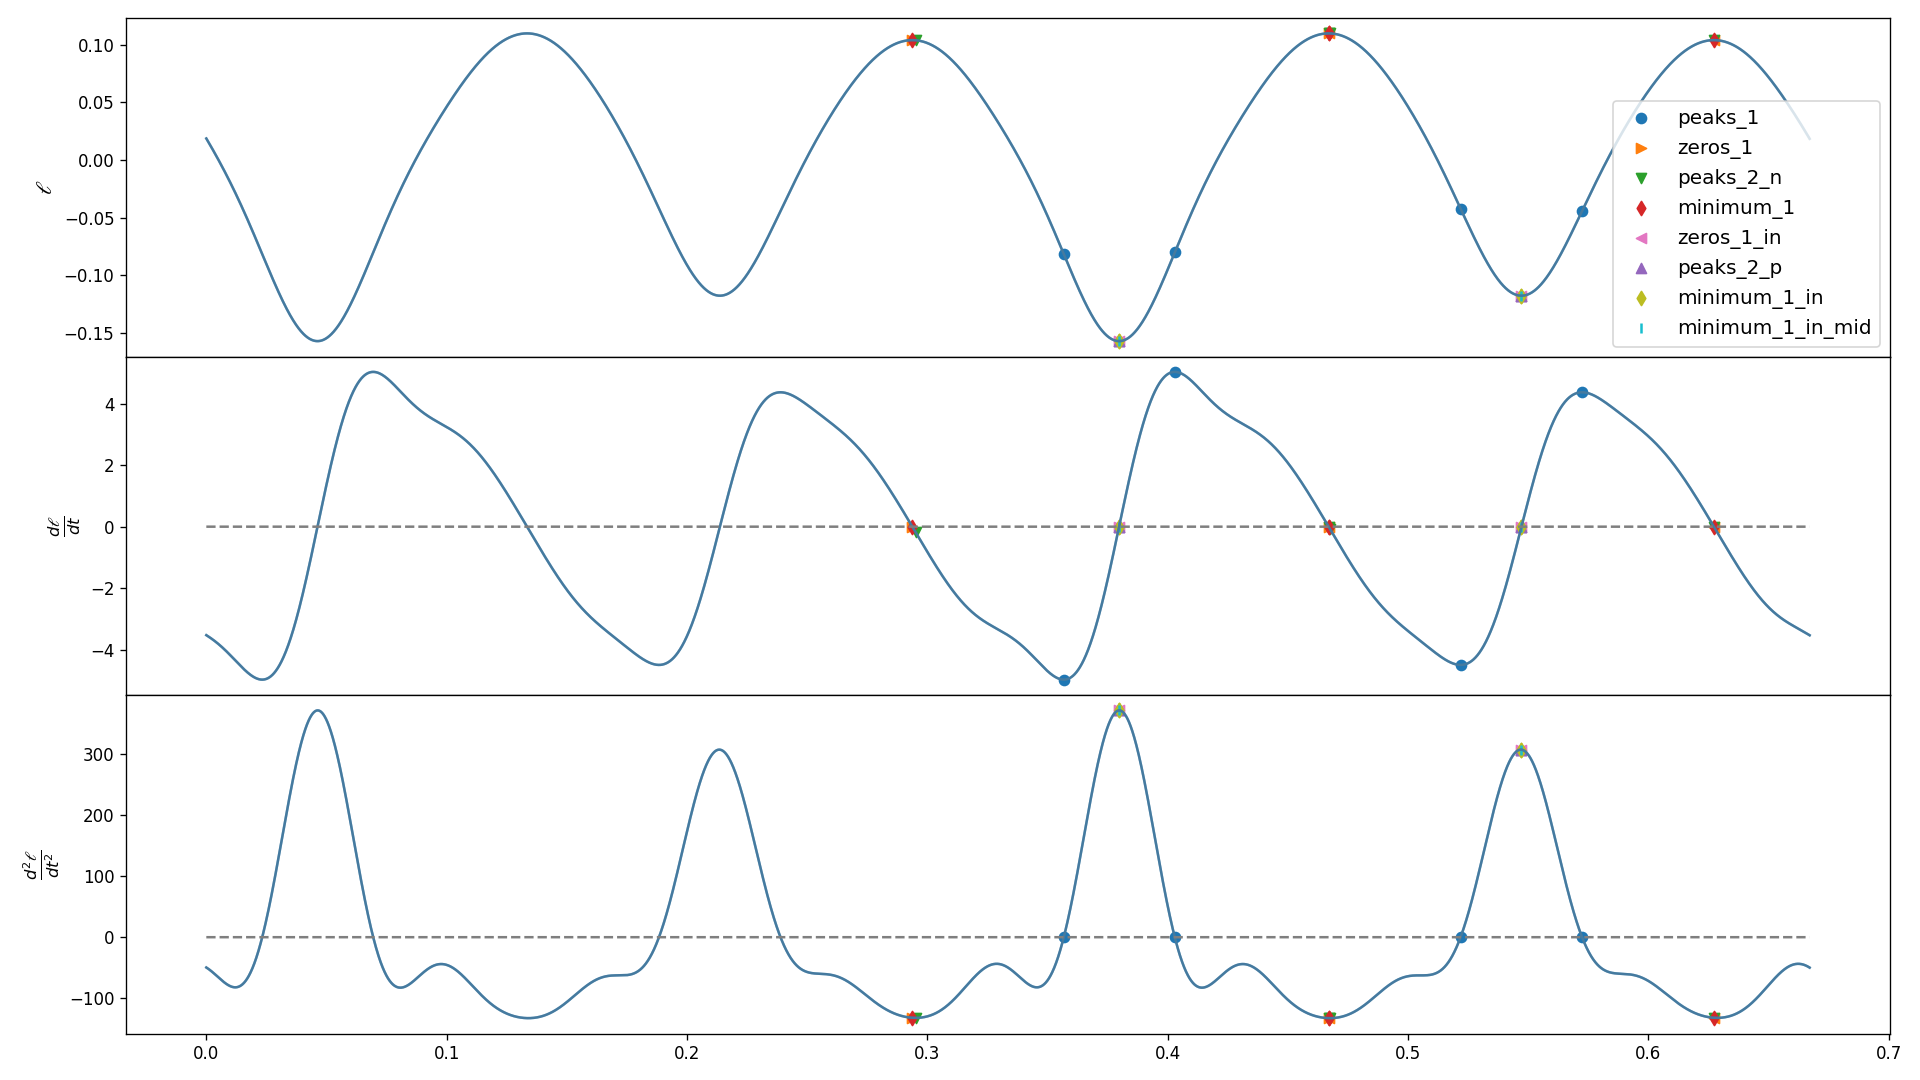 0.10
0.05
0.00
−0.05
−0.10
−0.15
ℓ
peaks_1
zeros_1
peaks_2_n
minimum_1
zeros_1_in
peaks_2_p
minimum_1_in
minimum_1_in_mid
4
2
0
−2
−4
dℓ
dt
300
200
100
0
−100
d²ℓ
dt²
0.0 0.1 0.2 0.3 0.4 0.5 0.6 0.7